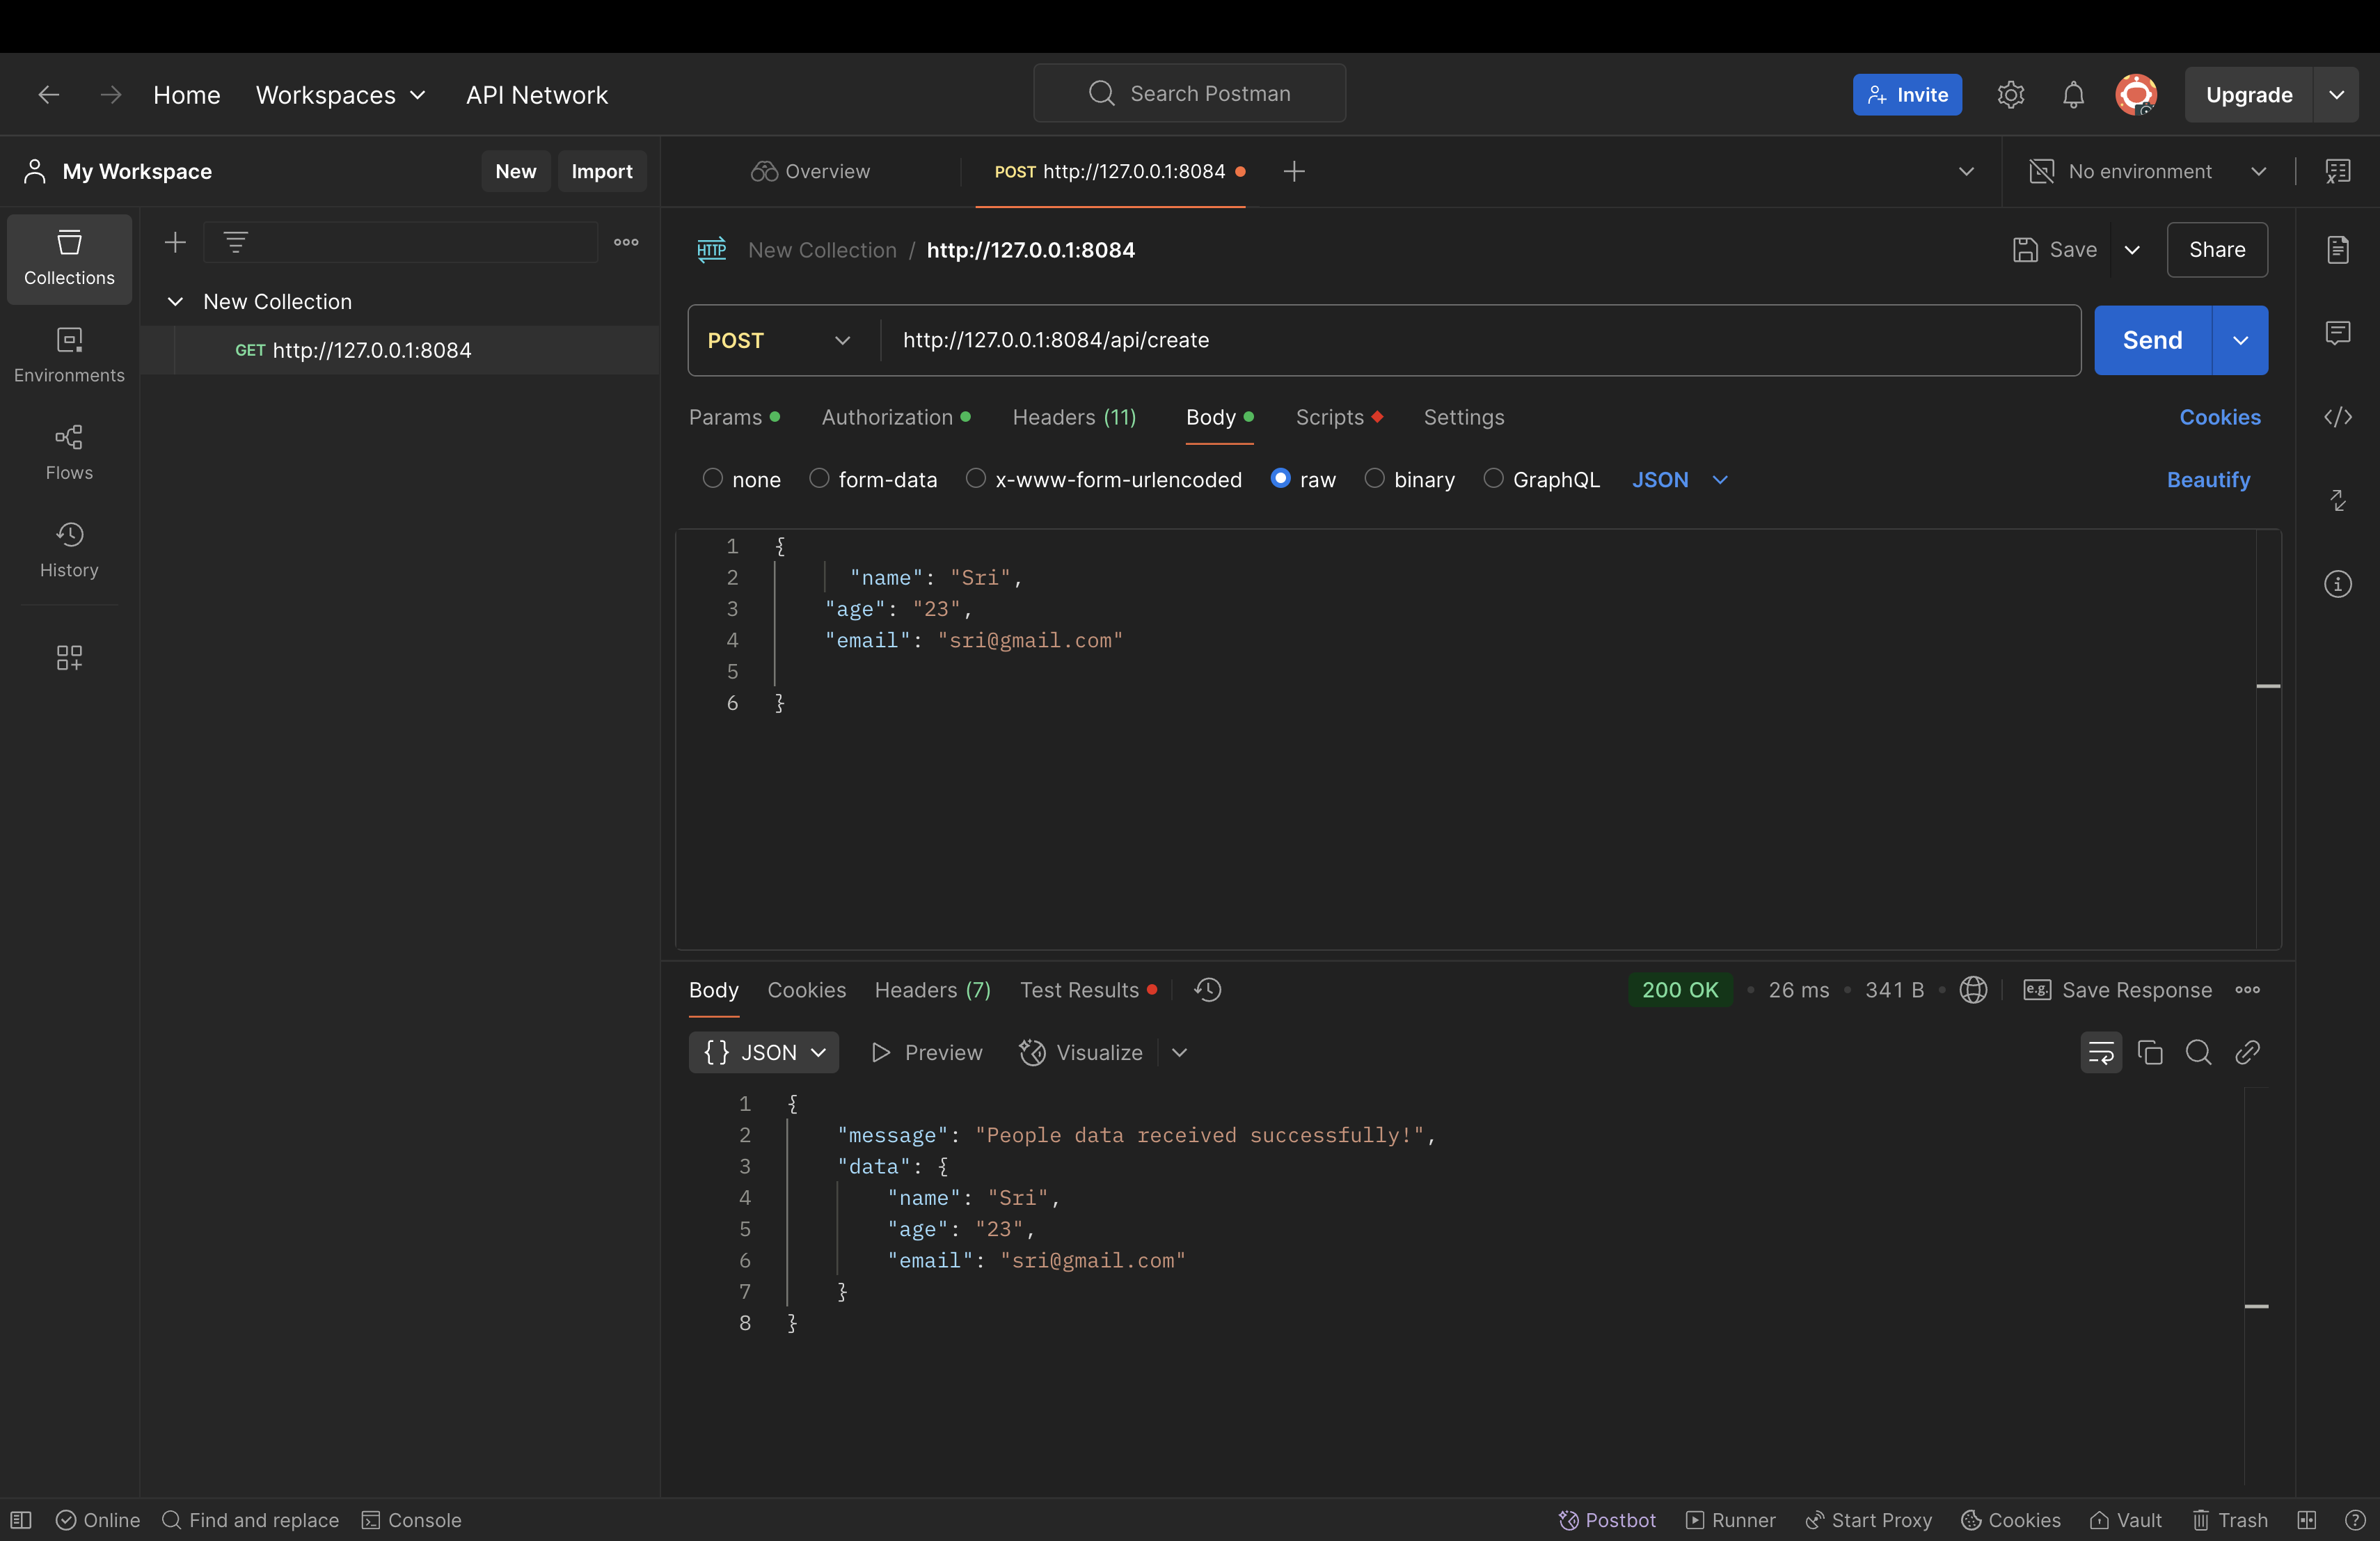 Home Workspaces API Network Search Postman Invite Upgrade
My Workspace New Import Overview POST http://127.0.0.1:8084 No environment
Collections
Environments
Flows
History
New Collection
GET http://127.0.0.1:8084
HTTP New Collection / http://127.0.0.1:8084 Save Share
POST http://127.0.0.1:8084/api/create Send
Params Authorization Headers (11) Body Scripts Settings Cookies
none form-data x-www-form-urlencoded raw binary GraphQL JSON Beautify
1 {
2 "name": "Sri",
3 "age": "23",
4 "email": "sri@gmail.com"
5
6 }
Body Cookies Headers (7) Test Results 200 OK • 26 ms • 341 B • e.g. Save Response
{} JSON Preview Visualize
1 {
2 "message": "People data received successfully!",
3 "data": {
4 "name": "Sri",
5 "age": "23",
6 "email": "sri@gmail.com"
7 }
8 }
Online Find and replace Console Postbot Runner Start Proxy Cookies Vault Trash